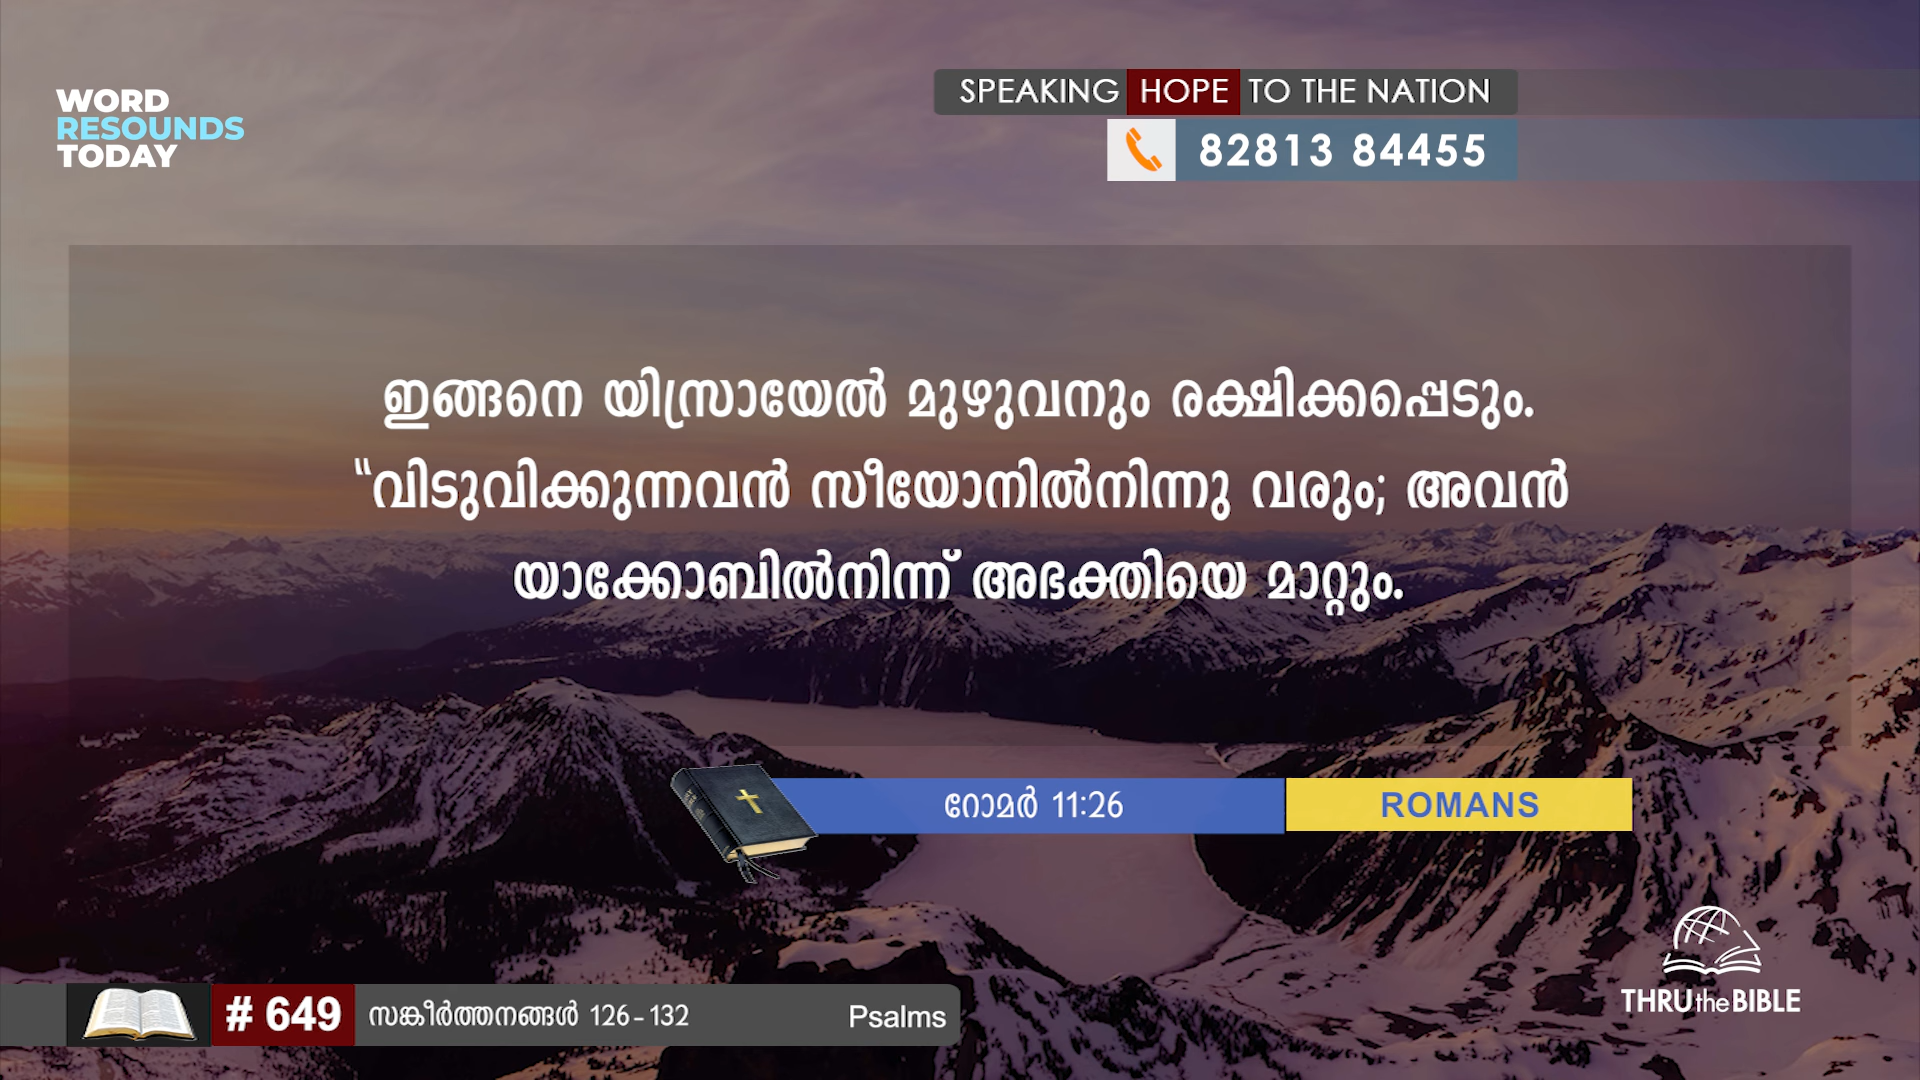 WORD
RESOUNDS
TODAY
SPEAKING HOPE TO THE NATION
82813 84455
ഇങ്ങനെ യിസ്രായേൽ മുഴുവനും രക്ഷിക്കപ്പെടും.
“വിടുവിക്കുന്നവൻ സീയോനിൽനിന്നു വരും; അവൻ
യാക്കോബിൽനിന്ന് അഭക്തിയെ മാറ്റും.
റോമർ 11:26 ROMANS
THRU the BIBLE
# 649 സങ്കീർത്തനങ്ങൾ 126-132 Psalms